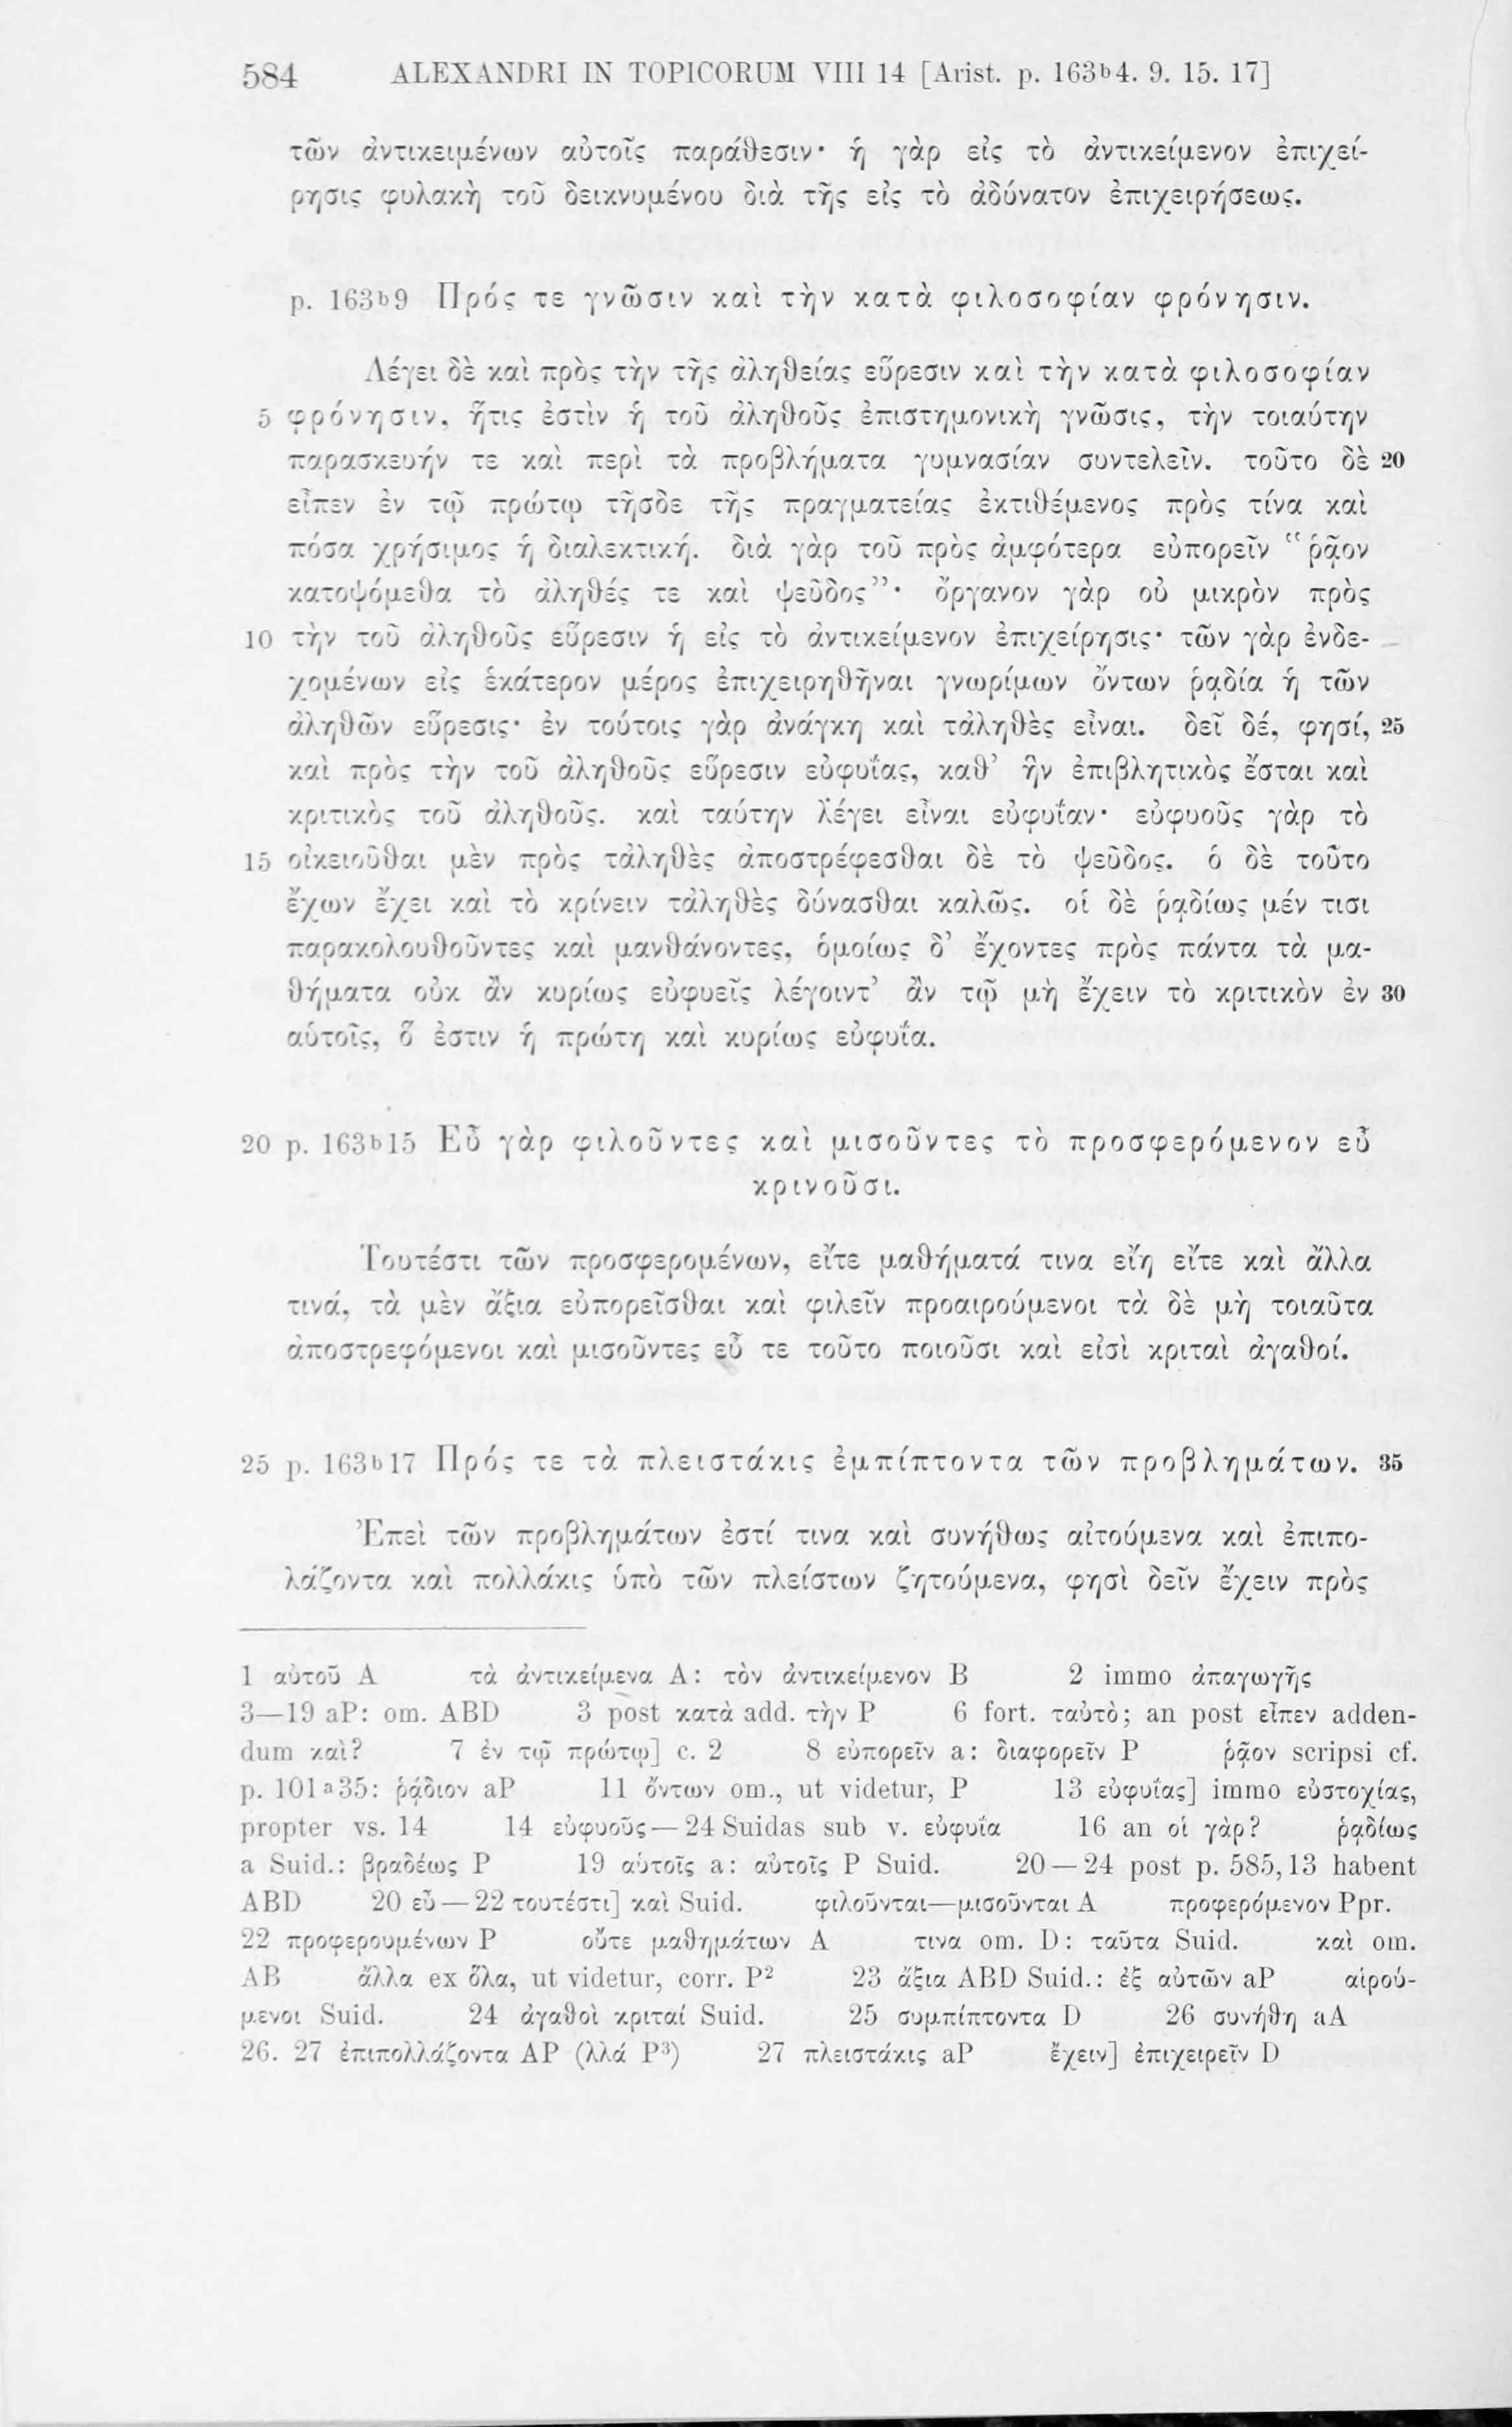 584 ALEXANDRI IN TOPICORUM VIII 14 [Arist. p. 163b4. 9. 15. 17]
τῶν ἀντικειμένων αὐτοῖς παράθεσιν· ἡ γὰρ εἰς τὸ ἀντικείμενον ἐπιχεί-
ρησις φυλακὴ τοῦ δεικνυμένου διὰ τῆς εἰς τὸ ἀδύνατον ἐπιχειρήσεως.
p. 163b9 Πρός τε γνῶσιν καὶ τὴν κατὰ φιλοσοφίαν φρόνησιν.
Λέγει δὲ καὶ πρὸς τὴν τῆς ἀληθείας εὕρεσιν καὶ τὴν κατὰ φιλοσοφίαν
5 φρόνησιν, ἥτις ἐστὶν ἡ τοῦ ἀληθοῦς ἐπιστημονικὴ γνῶσις, τὴν τοιαύτην
παρασκευήν τε καὶ περὶ τὰ προβλήματα γυμνασίαν συντελεῖν. τοῦτο δὲ 20
εἶπεν ἐν τῷ πρώτῳ τῆσδε τῆς πραγματείας ἐκτιθέμενος πρὸς τίνα καὶ
πόσα χρήσιμος ἡ διαλεκτική. διὰ γὰρ τοῦ πρὸς ἀμφότερα εὐπορεῖν “ῥᾷον
κατοψόμεθα τὸ ἀληθές τε καὶ ψεῦδος”· ὄργανον γὰρ οὐ μικρὸν πρὸς
10 τὴν τοῦ ἀληθοῦς εὕρεσιν ἡ εἰς τὸ ἀντικείμενον ἐπιχείρησις· τῶν γὰρ ἐνδε-
χομένων εἰς ἑκάτερον μέρος ἐπιχειρηθῆναι γνωρίμων ὄντων ῥᾳδία ἡ τῶν
ἀληθῶν εὕρεσις· ἐν τούτοις γὰρ ἀνάγκη καὶ τἀληθὲς εἶναι. δεῖ δέ, φησί, 25
καὶ πρὸς τὴν τοῦ ἀληθοῦς εὕρεσιν εὐφυΐας, καθ’ ἣν ἐπιβλητικὸς ἔσται καὶ
κριτικὸς τοῦ ἀληθοῦς. καὶ ταύτην λέγει εἶναι εὐφυΐαν· εὐφυοῦς γὰρ τὸ
15 οἰκειοῦθαι μὲν πρὸς τἀληθὲς ἀποστρέφεσθαι δὲ τὸ ψεῦδος. ὁ δὲ τοῦτο
ἔχων ἔχει καὶ τὸ κρίνειν τἀληθὲς δύνασθαι καλῶς. οἱ δὲ ῥᾳδίως μέν τισι
παρακολουθοῦντες καὶ μανθάνοντες, ὁμοίως δ’ ἔχοντες πρὸς πάντα τὰ μα-
θήματα οὐκ ἂν κυρίως εὐφυεῖς λέγοιντ’ ἂν τῷ μὴ ἔχειν τὸ κριτικὸν ἐν 30
αὑτοῖς, ὅ ἐστιν ἡ πρώτη καὶ κυρίως εὐφυΐα.
20 p. 163b15 Εὖ γὰρ φιλοῦντες καὶ μισοῦντες τὸ προσφερόμενον εὖ
κρινοῦσι.
Τουτέστι τῶν προσφερομένων, εἴτε μαθήματά τινα εἴη εἴτε καὶ ἄλλα
τινά, τὰ μὲν ἄξια εὐπορεῖσθαι καὶ φιλεῖν προαιρούμενοι τὰ δὲ μὴ τοιαῦτα
ἀποστρεφόμενοι καὶ μισοῦντες εὖ τε τοῦτο ποιοῦσι καὶ εἰσὶ κριταὶ ἀγαθοί.
25 p. 163b17 Πρός τε τὰ πλειστάκις ἐμπίπτοντα τῶν προβλημάτων. 35
Ἐπεὶ τῶν προβλημάτων ἐστί τινα καὶ συνήθως αἰτούμενα καὶ ἐπιπο-
λάζοντα καὶ πολλάκις ὑπὸ τῶν πλείστων ζητούμενα, φησὶ δεῖν ἔχειν πρὸς
1 αὐτοῦ A τὰ ἀντικείμενα A: τὸν ἀντικείμενον B 2 immo ἀπαγωγῆς
3—19 aP: om. ABD 3 post κατὰ add. τὴν P 6 fort. ταὐτὸ; an post εἶπεν adden-
dum καὶ? 7 ἐν τῷ πρώτῳ] c. 2 8 εὐπορεῖν a: διαφορεῖν P ῥᾷον scripsi cf.
p. 101a35: ῥᾴδιον aP 11 ὄντων om., ut videtur, P 13 εὐφυΐας] immo εὐστοχίας,
propter vs. 14 14 εὐφυοῦς—24 Suidas sub v. εὐφυΐα 16 an οἱ γὰρ? ῥᾳδίως
a Suid.: βραδέως P 19 αὑτοῖς a: αὐτοῖς P Suid. 20—24 post p. 585,13 habent
ABD 20 εὖ—22 τουτέστι] καὶ Suid. φιλοῦνται—μισοῦνται A προφερόμενον Ppr.
22 προφερουμένων P οὔτε μαθημάτων A τινα om. D: ταῦτα Suid. καὶ om.
AB ἄλλα ex ὅλα, ut videtur, corr. P2 23 ἄξια ABD Suid.: ἐξ αὐτῶν aP αἱρού-
μενοι Suid. 24 ἀγαθοὶ κριταί Suid. 25 συμπίπτοντα D 26 συνήθη aA
26. 27 ἐπιπολλάζοντα AP (λλά P3) 27 πλειστάκις aP ἔχειν] ἐπιχειρεῖν D